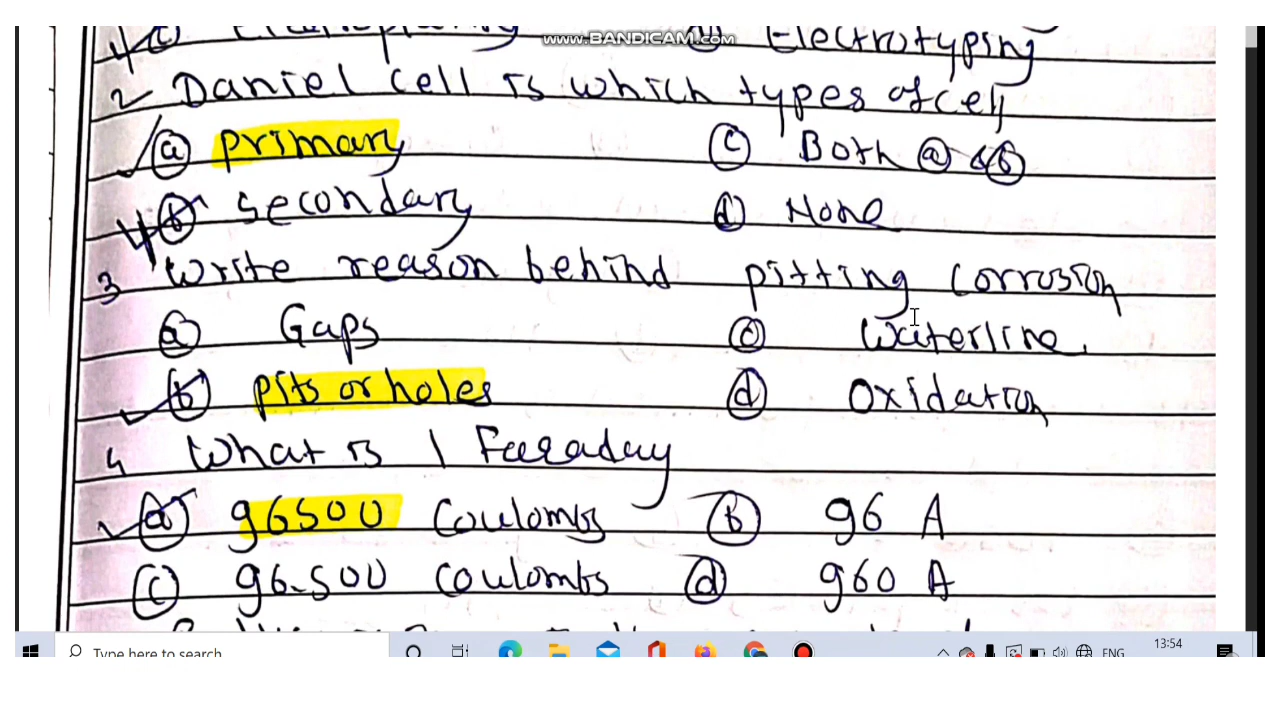 www.BANDICAM.com
c Electrotyping
2 Daniel cell is which types of cell
a primary c Both a & b
b secondary d None
3 Write reason behind pitting corrosion
a Gaps c Waterline
b pits or holes d Oxidation
4 What is 1 Faraday
a 96500 Coulombs b 96 A
c 96.500 Coulombs d 960 A
Type here to search ENG 13:54